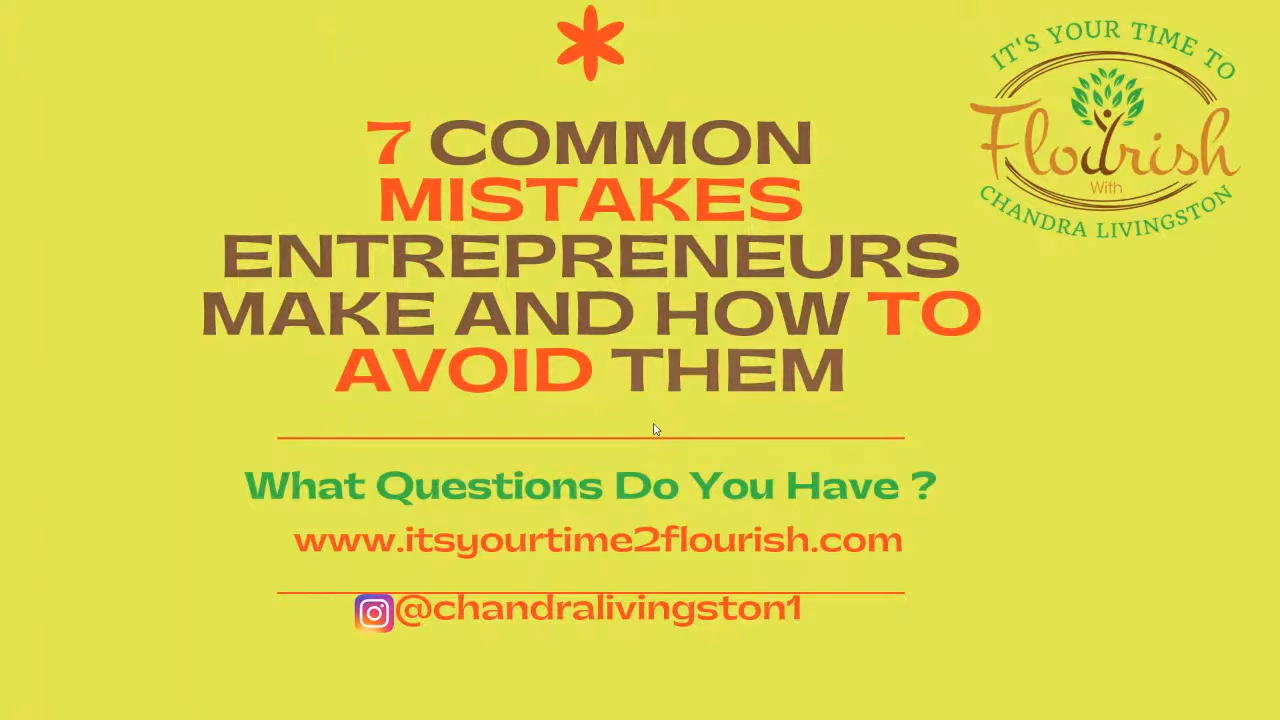 IT'S YOUR TIME TO
Flourish
With
CHANDRA LIVINGSTON
7 COMMON
MISTAKES
ENTREPRENEURS
MAKE AND HOW TO
AVOID THEM
What Questions Do You Have ?
www.itsyourtime2flourish.com
@chandralivingston1